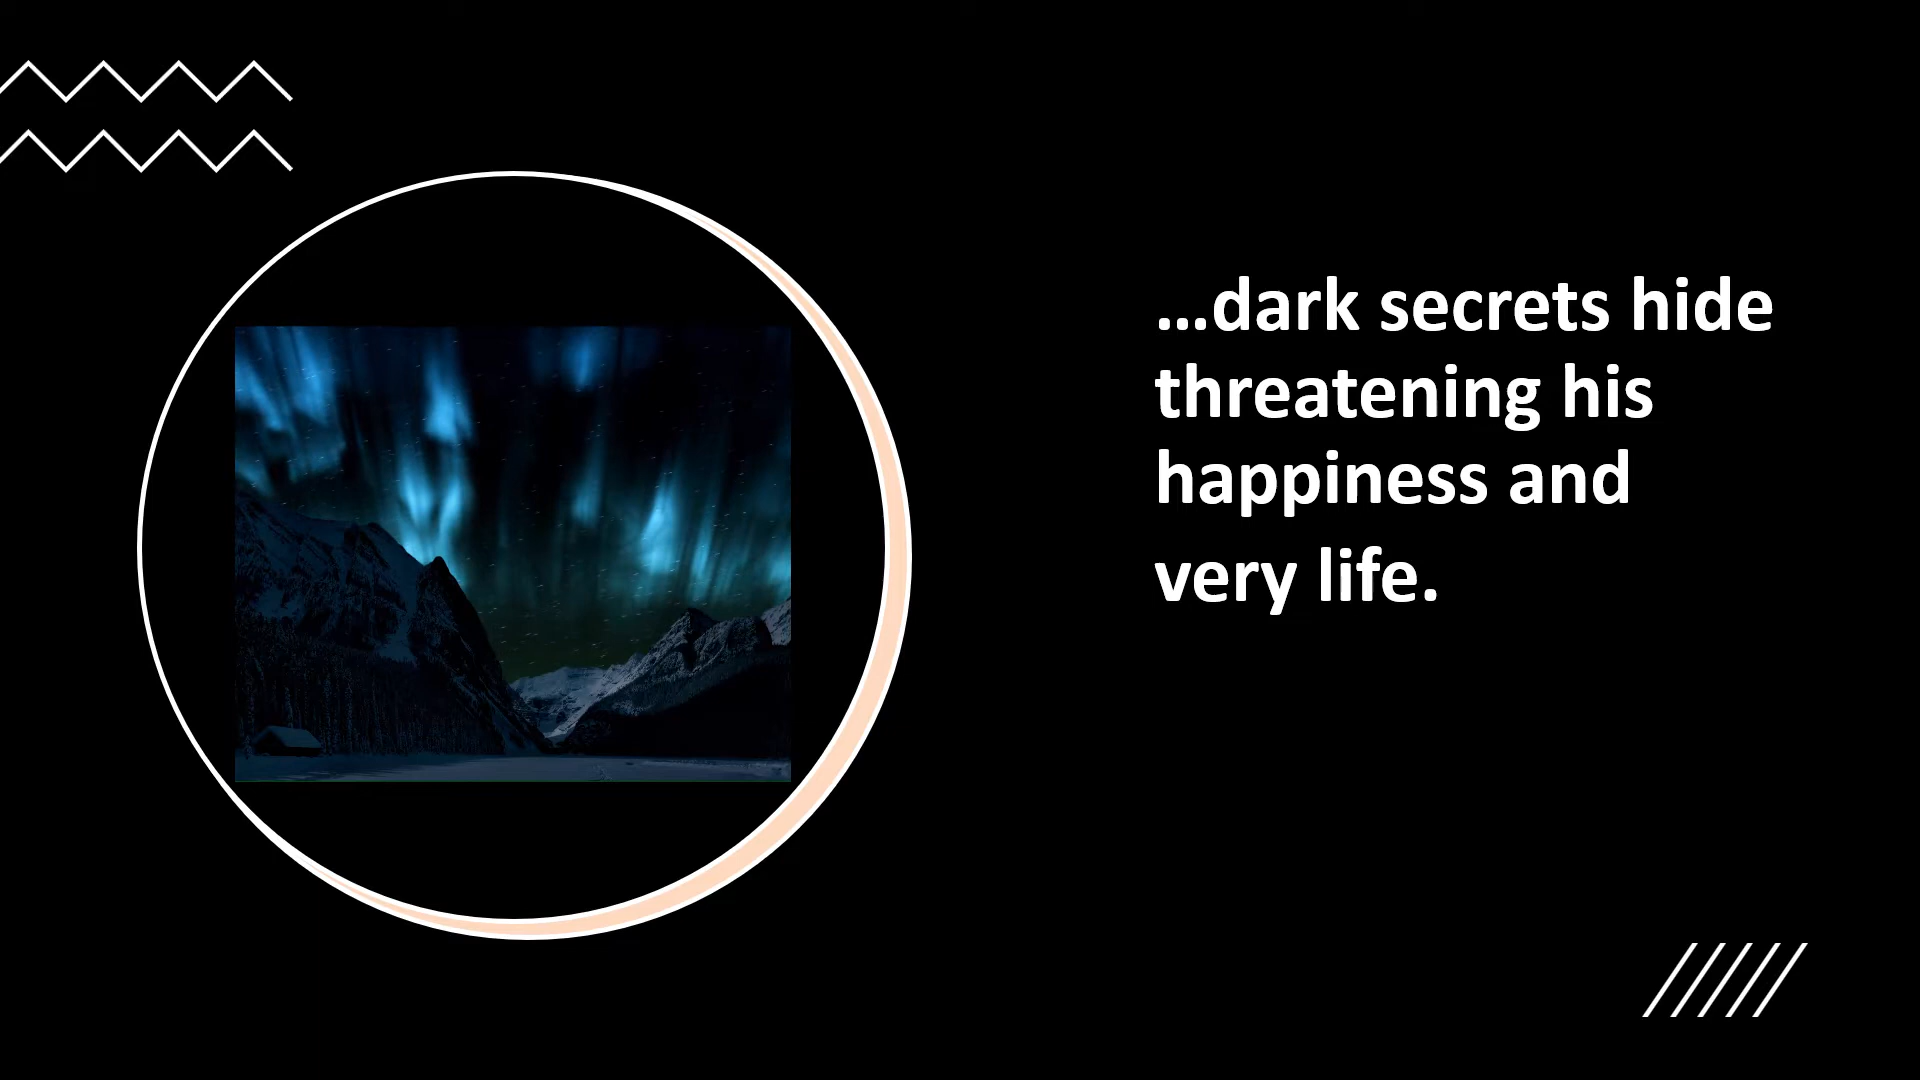 …dark secrets hide
threatening his
happiness and
very life.